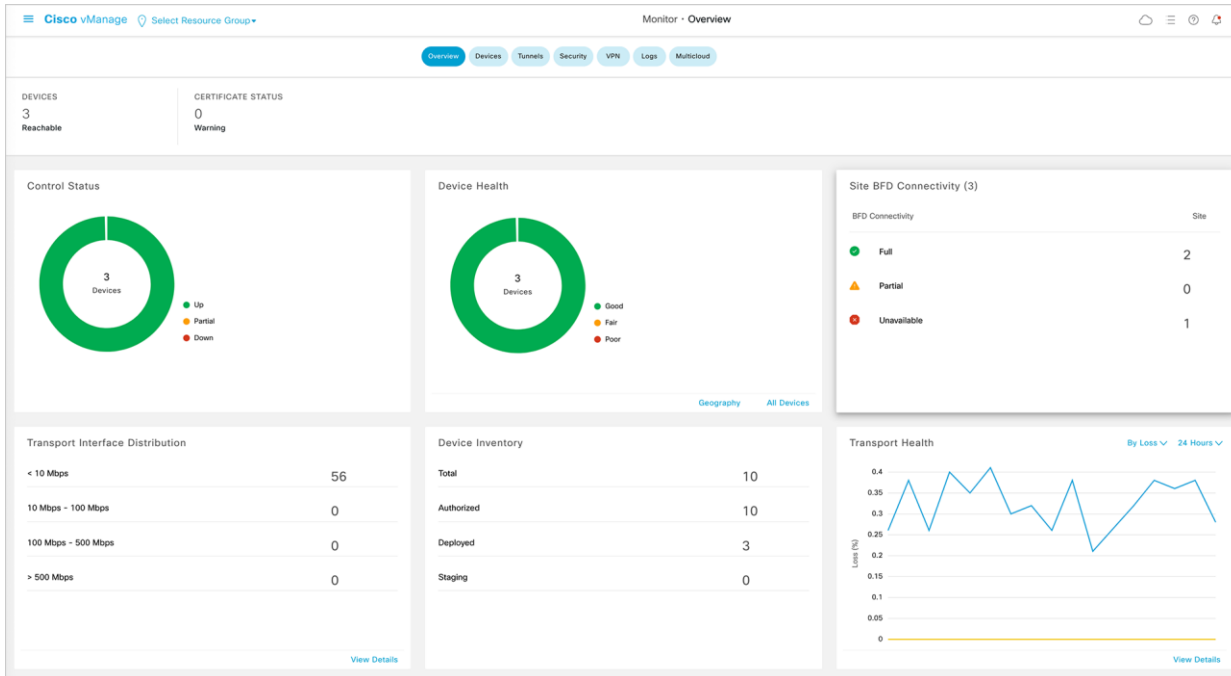 Cisco vManage Select Resource Group▾ Monitor · Overview
Overview Devices Tunnels Security VPN Logs Multicloud
DEVICES CERTIFICATE STATUS
3 0
Reachable Warning
Control Status
3
Devices
Up
Partial
Down
Device Health
3
Devices
Good
Fair
Poor
Geography All Devices
Site BFD Connectivity (3)
BFD Connectivity Site
Full 2
Partial 0
Unavailable 1
Transport Interface Distribution
< 10 Mbps 56
10 Mbps - 100 Mbps 0
100 Mbps - 500 Mbps 0
> 500 Mbps 0
View Details
Device Inventory
Total 10
Authorized 10
Deployed 3
Staging 0
Transport Health By Loss 24 Hours
Loss (%)
0.4
0.35
0.3
0.25
0.2
0.15
0.1
0.05
0
View Details